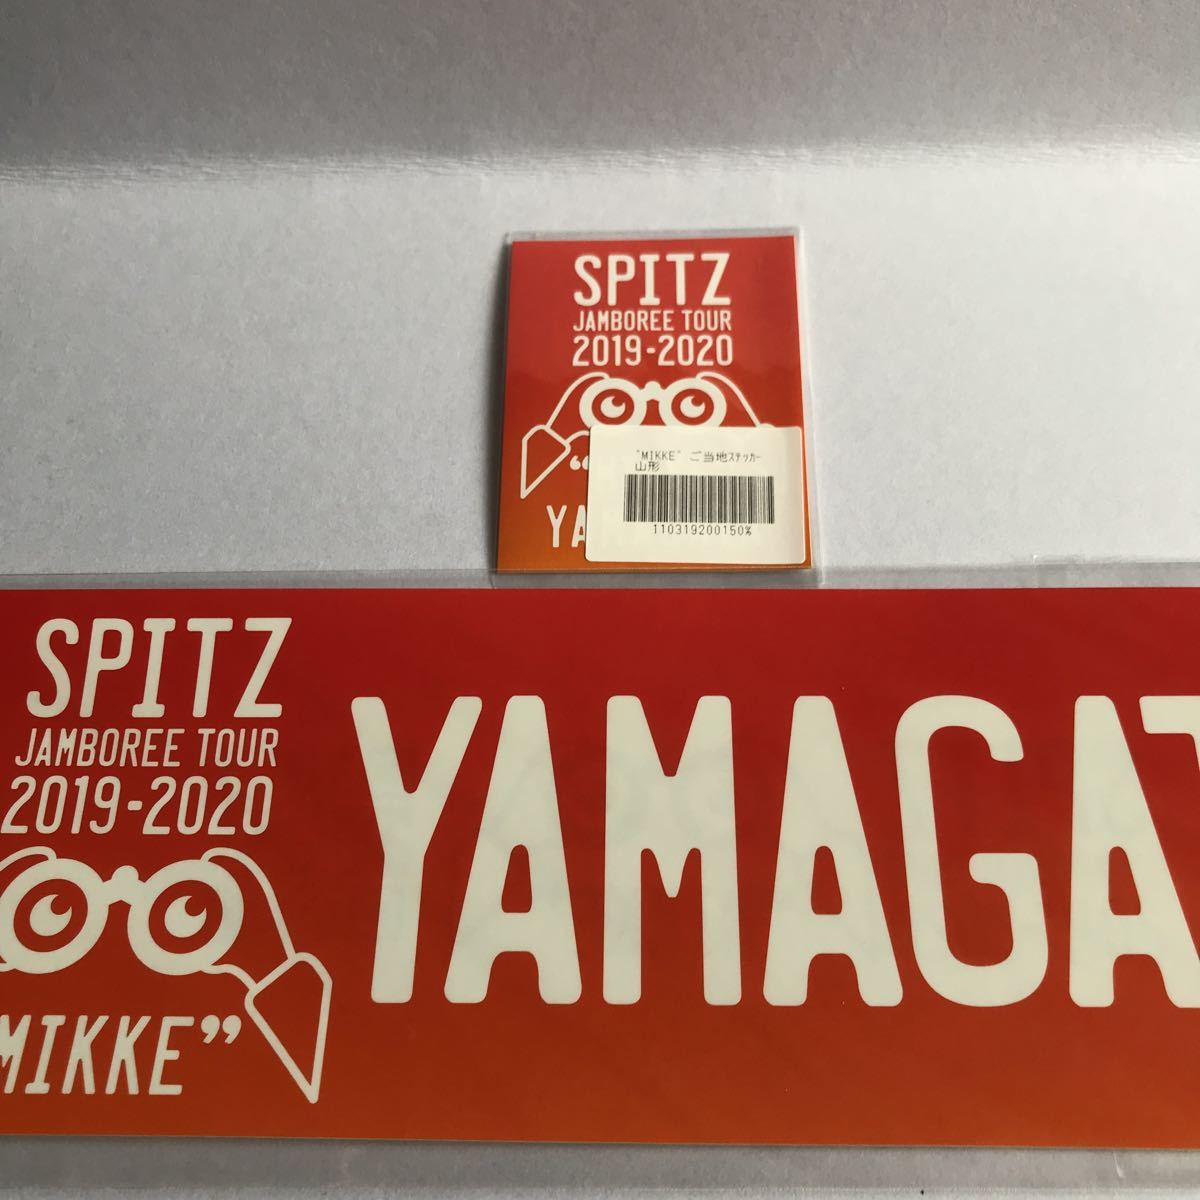 SPITZ
JAMBOREE TOUR
2019-2020
"MIKKE" ご当地ステッカー
山形
110319200150%
“
YA
SPITZ
JAMBOREE TOUR
2019-2020
MIKKE”
YAMAGAT